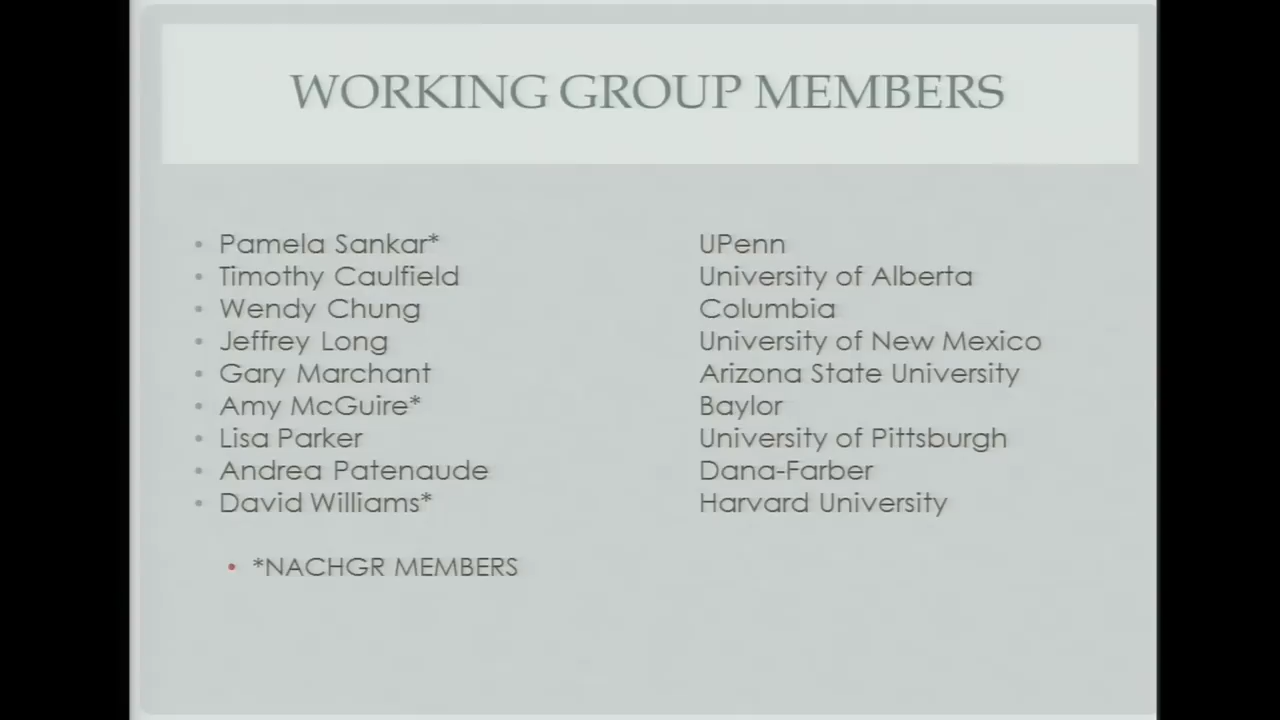 WORKING GROUP MEMBERS
• Pamela Sankar* UPenn
• Timothy Caulfield University of Alberta
• Wendy Chung Columbia
• Jeffrey Long University of New Mexico
• Gary Marchant Arizona State University
• Amy McGuire* Baylor
• Lisa Parker University of Pittsburgh
• Andrea Patenaude Dana-Farber
• David Williams* Harvard University
• *NACHGR MEMBERS